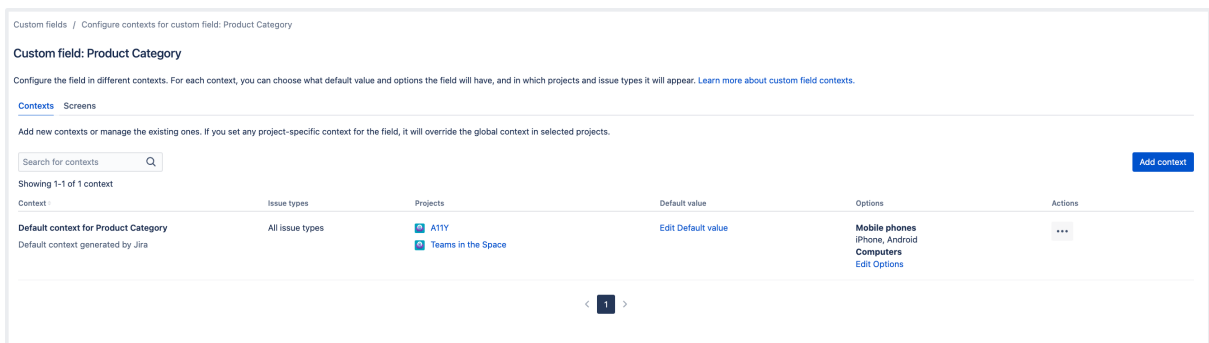 Custom fields / Configure contexts for custom field: Product Category
Custom field: Product Category
Configure the field in different contexts. For each context, you can choose what default value and options the field will have, and in which projects and issue types it will appear. Learn more about custom field contexts.
Contexts Screens
Add new contexts or manage the existing ones. If you set any project-specific context for the field, it will override the global context in selected projects.
Search for contexts
Add context
Showing 1-1 of 1 context
Context Issue types Projects Default value Options Actions
Default context for Product Category All issue types A11Y Edit Default value Mobile phones
Default context generated by Jira Teams in the Space iPhone, Android
Computers
Edit Options
1